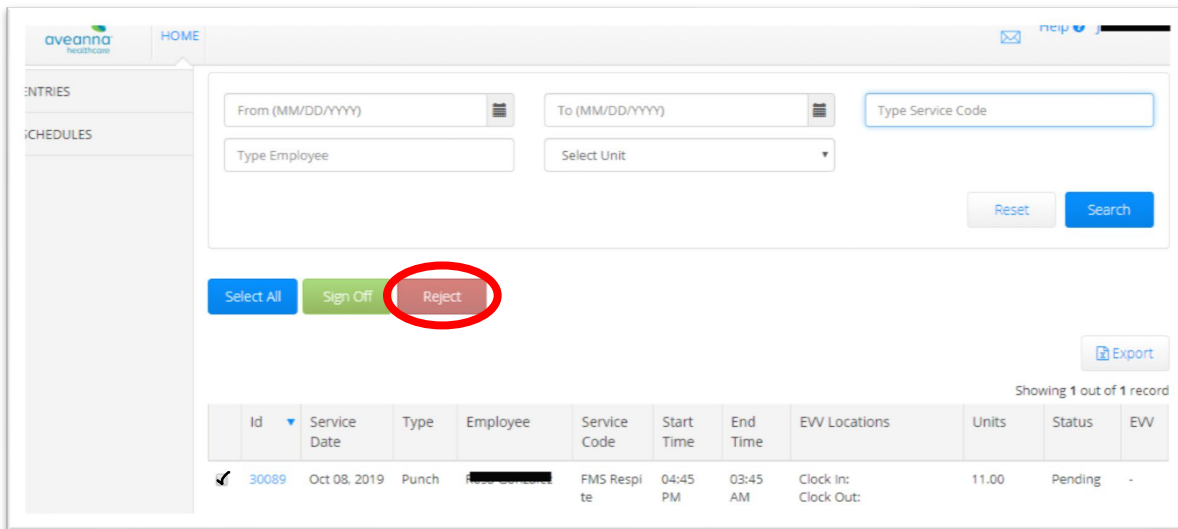 aveanna
healthcare
HOME
Help
ENTRIES
SCHEDULES
From (MM/DD/YYYY)
To (MM/DD/YYYY)
Type Service Code
Type Employee
Select Unit
Reset
Search
Select All
Sign Off
Reject
Export
Showing 1 out of 1 record
Id Service Date Type Employee Service Code Start Time End Time EVV Locations Units Status EVV
30089 Oct 08, 2019 Punch FMS Respite 04:45 PM 03:45 AM Clock In: Clock Out: 11.00 Pending -